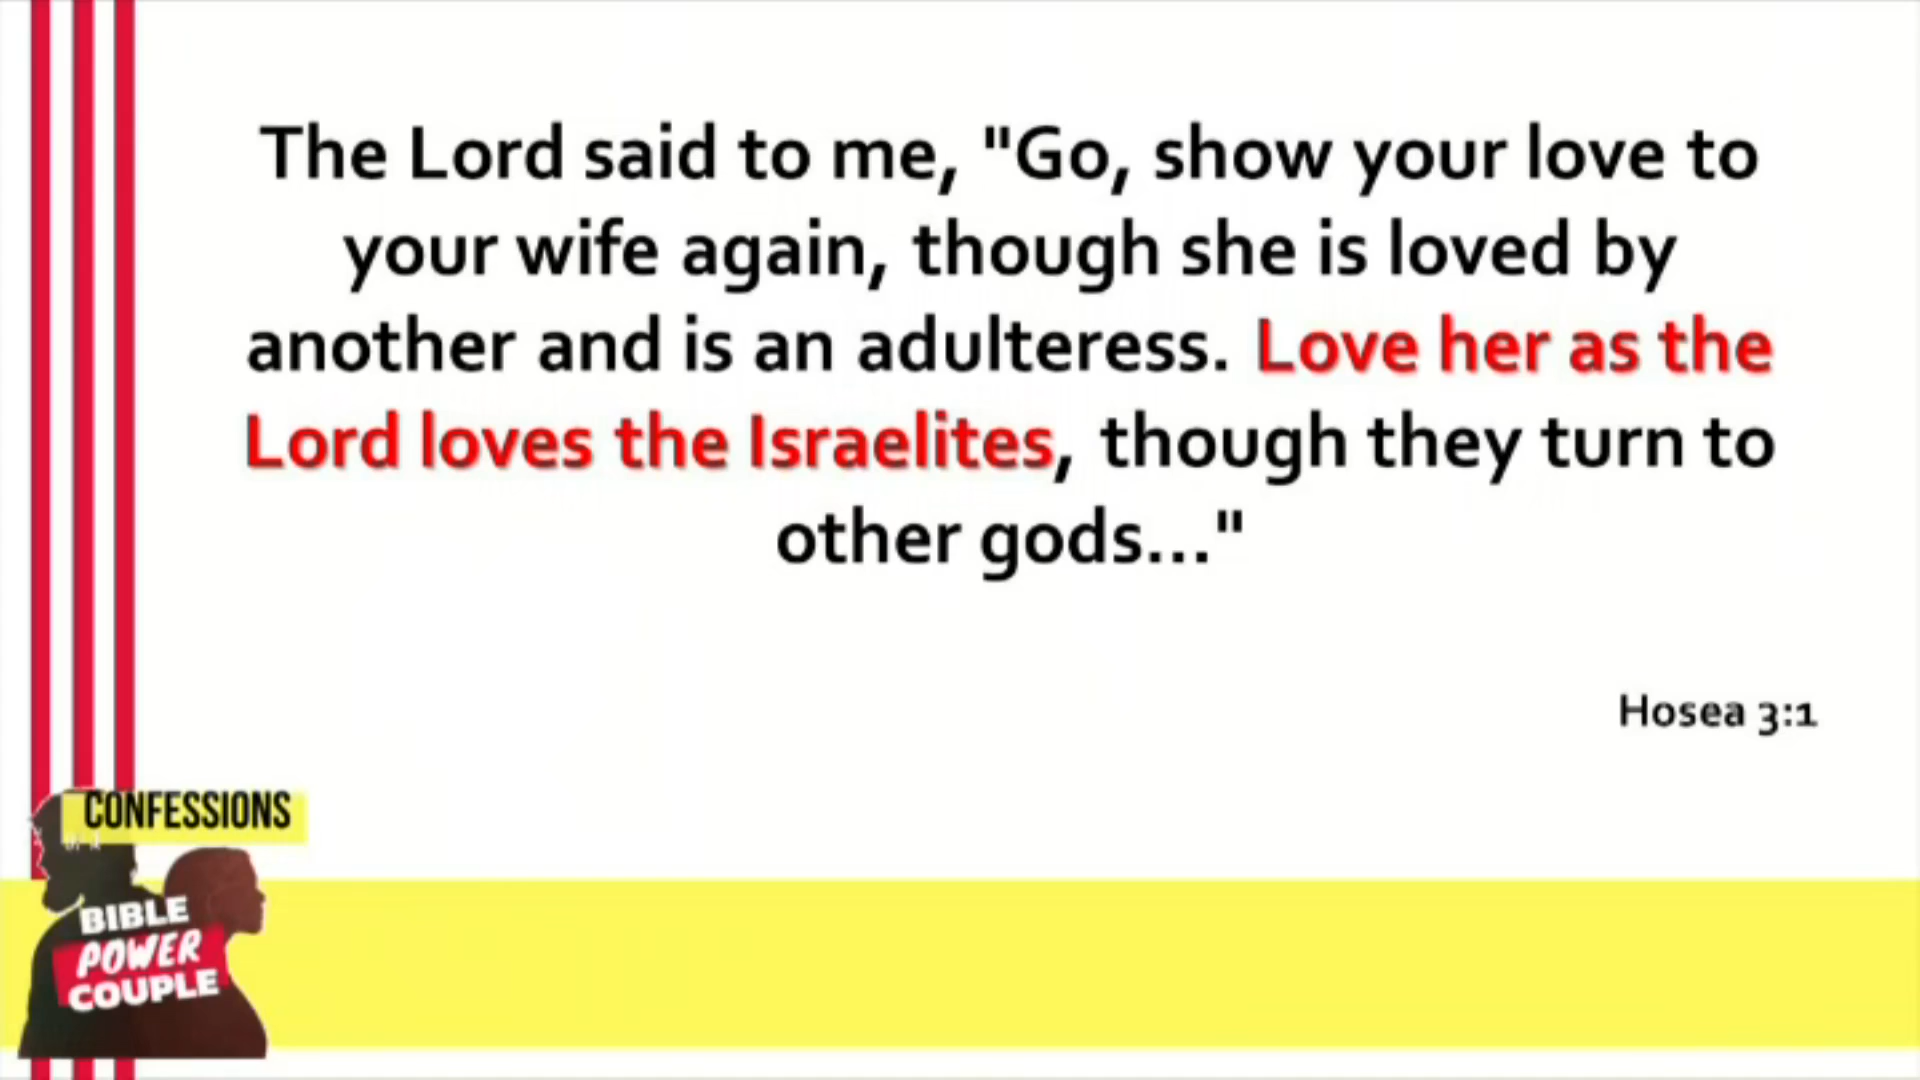 The Lord said to me, "Go, show your love to
your wife again, though she is loved by
another and is an adulteress. Love her as the
Lord loves the Israelites, though they turn to
other gods..."
Hosea 3:1
CONFESSIONS
OF A
BIBLE
POWER
COUPLE